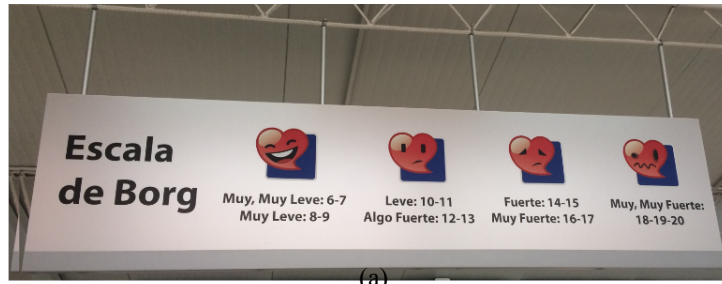 Escala
de Borg
Muy, Muy Leve: 6-7
Muy Leve: 8-9
Leve: 10-11
Algo Fuerte: 12-13
Fuerte: 14-15
Muy Fuerte: 16-17
Muy, Muy Fuerte:
18-19-20
(a)